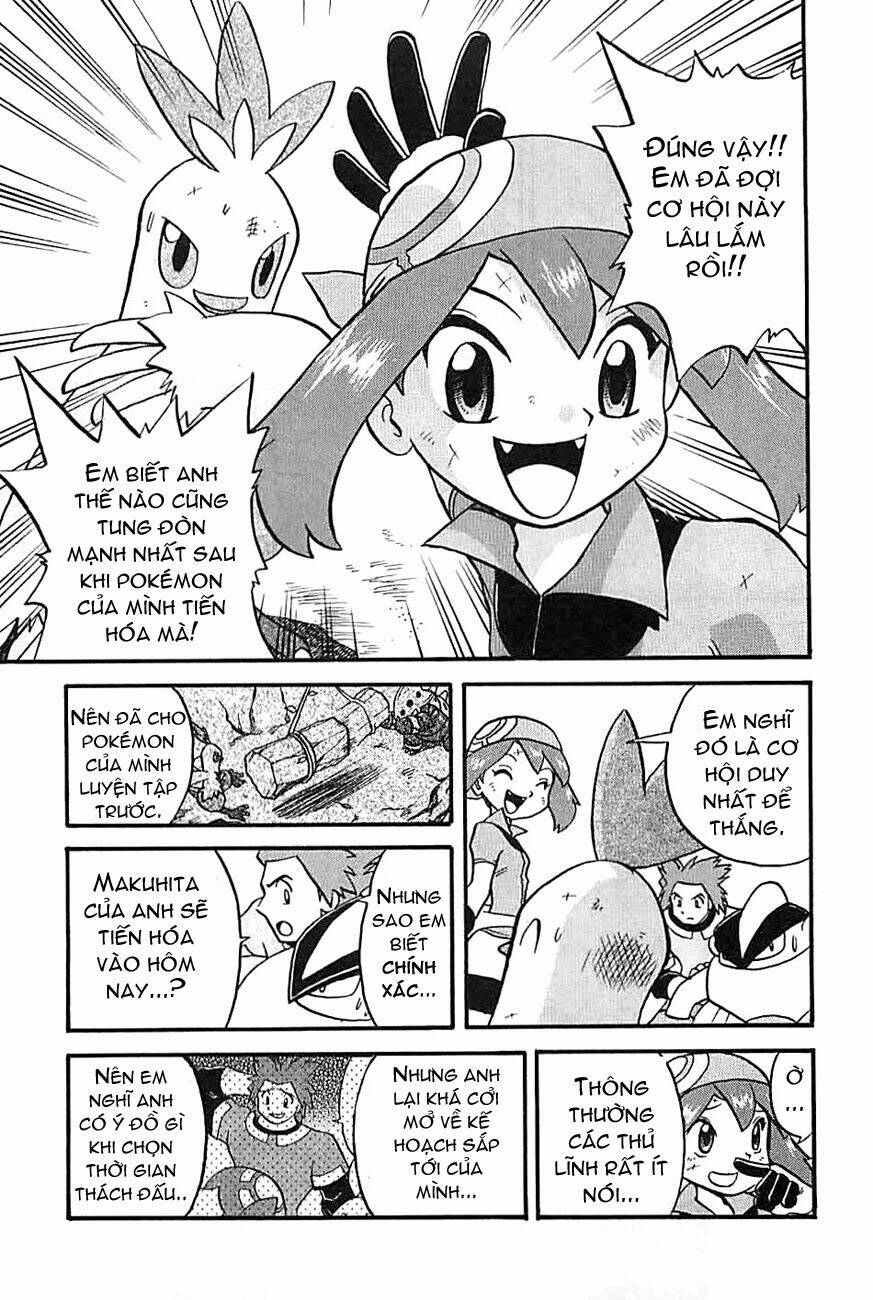 Đúng vậy!!
Em đã đợi
cơ hội này
lâu lắm
rồi!!
Em biết anh
thế nào cũng
tung đòn
mạnh nhất sau
khi Pokémon
của mình tiến
hóa mà!
Em nghĩ
đó là cơ
hội duy
nhất để
thắng.
Nên đã cho
Pokémon
của mình
luyện tập
trước.
Nhưng
sao em
biết
chính
xác...
Makuhita
của anh sẽ
tiến hóa
vào hôm
nay...?
Ờ
...
Thông
thường
các thủ
lĩnh rất ít
nói...
Nhưng anh
lại khá cởi
mở về kế
hoạch sắp
tới của
mình...
Nên em
nghĩ anh
có ý đồ gì
khi chọn
thời gian
thách đấu..